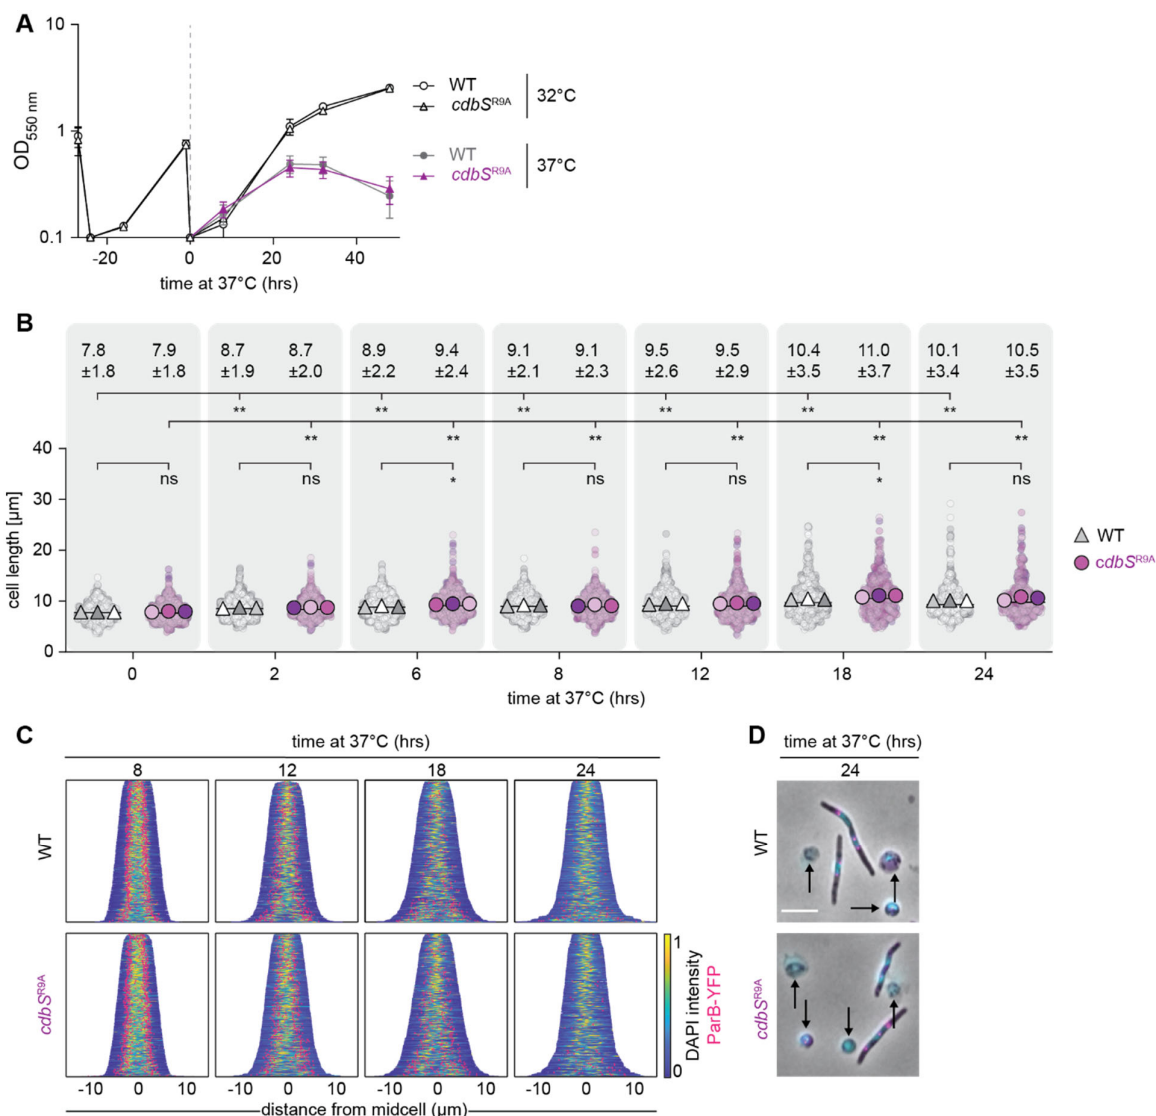 A
10
1
0.1
OD550 nm
-20 0 20 40
time at 37°C (hrs)
WT
cdbSR9A
32°C
WT
cdbSR9A
37°C
B
7.8 7.9 8.7 8.7 8.9 9.4 9.1 9.1 9.5 9.5 10.4 11.0 10.1 10.5
±1.8 ±1.8 ±1.9 ±2.0 ±2.2 ±2.4 ±2.1 ±2.3 ±2.6 ±2.9 ±3.5 ±3.7 ±3.4 ±3.5
** ** ** ** ** **
** ** ** ** ** **
ns ns * ns ns * ns
40
30
20
10
0
cell length [µm]
WT
cdbSR9A
0 2 6 8 12 18 24
time at 37°C (hrs)
C
time at 37°C (hrs)
8 12 18 24
WT
cdbSR9A
-10 0 10 -10 0 10 -10 0 10 -10 0 10
distance from midcell (µm)
1
0
DAPI intensity
ParB-YFP
D
time at 37°C (hrs)
24
WT
cdbSR9A